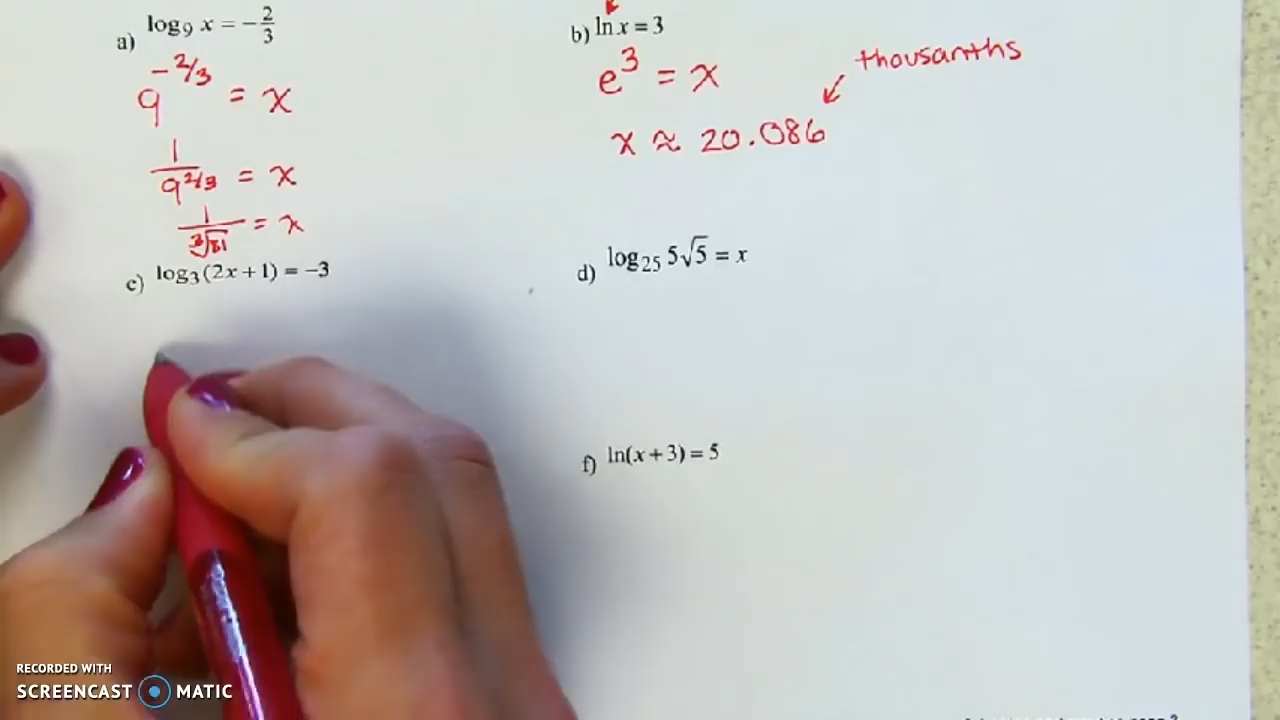 a) log₉ x = -2/3
9^(-2/3) = x
1/9^(2/3) = x
1/∛81 = x
b) ln x = 3
e³ = x
thousanths
x ≈ 20.086
c) log₃(2x+1) = -3
d) log₂₅ 5√5 = x
f) ln(x+3) = 5
RECORDED WITH
SCREENCAST MATIC